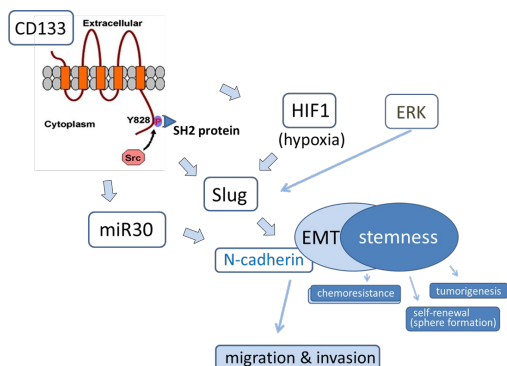 CD133
Extracellular
Cytoplasm
Y828
P
SH2 protein
Src
HIF1
(hypoxia)
ERK
Slug
miR30
N-cadherin
EMT
stemness
chemoresistance
tumorigenesis
self-renewal
(sphere formation)
migration & invasion